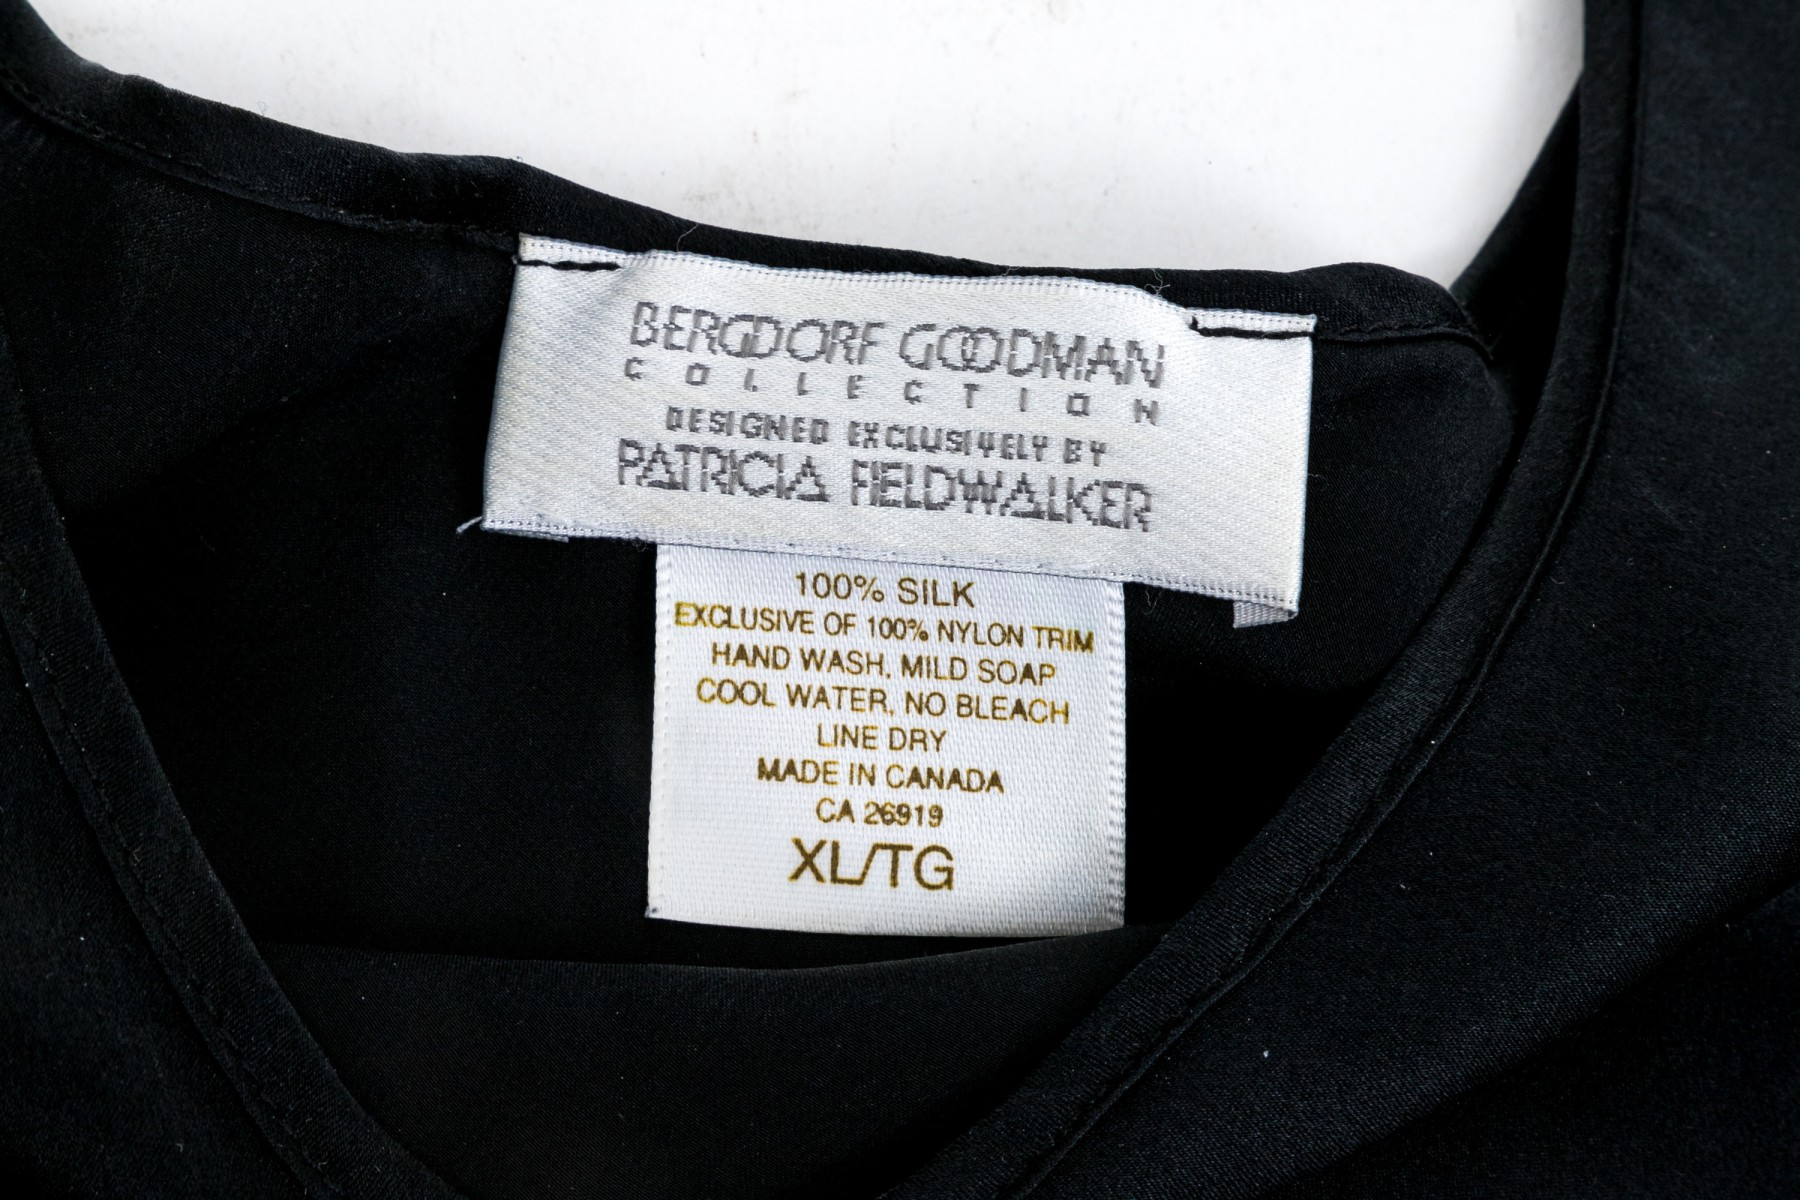 BERGDORF GOODMAN
COLLECTION
DESIGNED EXCLUSIVELY BY
PATRICIA FIELDWALKER
100% SILK
EXCLUSIVE OF 100% NYLON TRIM
HAND WASH, MILD SOAP
COOL WATER, NO BLEACH
LINE DRY
MADE IN CANADA
CA 26919
XL/TG